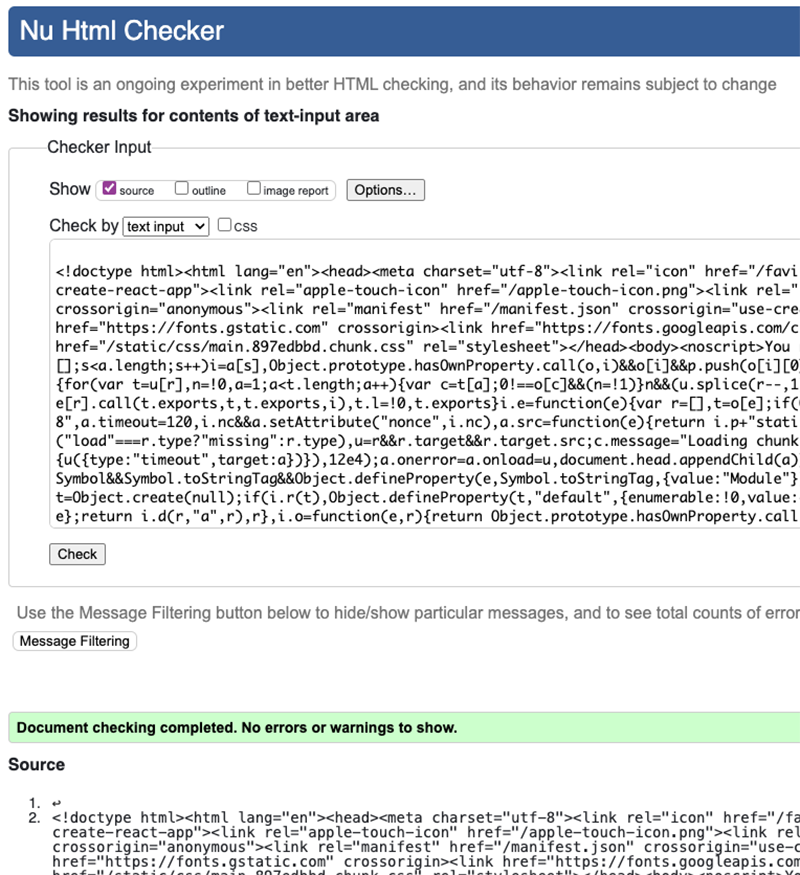 Nu Html Checker
This tool is an ongoing experiment in better HTML checking, and its behavior remains subject to change
Showing results for contents of text-input area
Checker Input
Show source outline image report Options...
Check by text input css
<!doctype html><html lang="en"><head><meta charset="utf-8"><link rel="icon" href="/favi
create-react-app"><link rel="apple-touch-icon" href="/apple-touch-icon.png"><link rel="
crossorigin="anonymous"><link rel="manifest" href="/manifest.json" crossorigin="use-cre
href="https://fonts.gstatic.com" crossorigin><link href="https://fonts.googleapis.com/c
href="/static/css/main.897edbbd.chunk.css" rel="stylesheet"></head><body><noscript>You
[];s<a.length;s++)i=a[s],Object.prototype.hasOwnProperty.call(o,i)&&o[i]&&p.push(o[i][0
{for(var t=u[r],n=!0,a=1;a<t.length;a++){var c=t[a];0!==o[c]&&(n=!1)}n&&(u.splice(r--,1
e[r].call(t.exports,t,t.exports,i),t.l=!0,t.exports}i.e=function(e){var r=[],t=o[e];if(
8",a.timeout=120,i.nc&&a.setAttribute("nonce",i.nc),a.src=function(e){return i.p+"stati
("load"===r.type?"missing":r.type),u=r&&r.target&&r.target.src;c.message="Loading chunk
{u({type:"timeout",target:a})}),12e4);a.onerror=a.onload=u,document.head.appendChild(a)
Symbol&&Symbol.toStringTag&&Object.defineProperty(e,Symbol.toStringTag,{value:"Module"}
t=Object.create(null);if(i.r(t),Object.defineProperty(t,"default",{enumerable:!0,value:
e};return i.d(r,"a",r),r},i.o=function(e,r){return Object.prototype.hasOwnProperty.call
Check
Use the Message Filtering button below to hide/show particular messages, and to see total counts of error
Message Filtering
Document checking completed. No errors or warnings to show.
Source
1. ↩
2. <!doctype html><html lang="en"><head><meta charset="utf-8"><link rel="icon" href="/fa
create-react-app"><link rel="apple-touch-icon" href="/apple-touch-icon.png"><link rel
crossorigin="anonymous"><link rel="manifest" href="/manifest.json" crossorigin="use-c
href="https://fonts.gstatic.com" crossorigin><link href="https://fonts.googleapis.com
href="/static/css/main.897edbbd.chunk.css" rel="stylesheet"></head><body><noscript>Yo